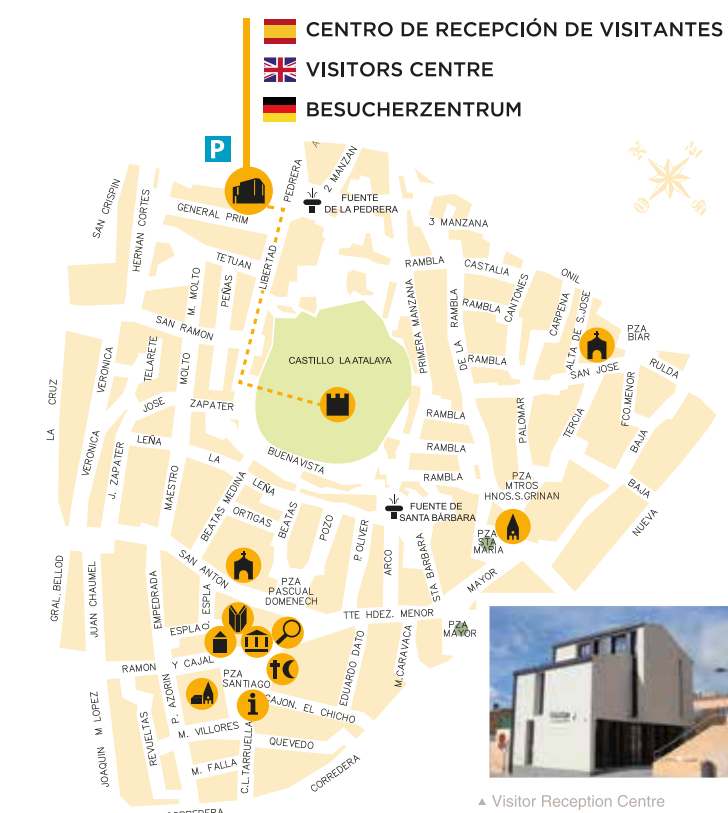 CENTRO DE RECEPCIÓN DE VISITANTES
VISITORS CENTRE
BESUCHERZENTRUM
P
A
PEDRERA
2 MANZAN
FUENTE
DE LA PEDRERA
SAN CRISPIN
HERNAN CORTES
GENERAL PRIM
3 MANZANA
TETUAN
LIBERTAD
M. MOLTO
PEÑAS
RAMBLA
CASTALIA
ONIL
CANTONES
CARPENA
ALTA DE S.JOSE
PZA
BIAR
RAMBLA
PRIMERA MANZANA
DE LA RAMBLA
SAN RAMON
VERONICA
TELARETE
MOLTO
CASTILLO LA ATALAYA
RAMBLA
SAN JOSE
RULDA
LA CRUZ
JOSE ZAPATER
RAMBLA
PALOMAR
TERCIA
FCO.MENOR
BAJA
VERONICA
J. ZAPATER
LEÑA
LA
LEÑA
MAESTRO
BUENAVISTA
RAMBLA
RAMBLA
PZA
MTROS
HNOS.S.GRINAN
BAJA
NUEVA
BEATAS MEDINA
ORTIGAS
BEATAS
POZO
P. OLIVER
FUENTE DE
SANTA BÁRBARA
PZA
STA
MARIA
ARCO
STA BARBARA
MAYOR
GRAL. BELLOD
JUAN CHAUMEL
EMPEDRADA
SAN ANTON
O. ESPLA
PZA
PASCUAL
DOMENECH
TTE HDEZ. MENOR
PZA
MAYOR
ESPLA
RAMON Y CAJAL
PZA
SANTIAGO
EDUARDO DATO
M.CARAVACA
i
CAJON. EL CHICHO
JOAQUIN M LOPEZ
REVUELTAS
P. AZORIN
M. VILLORES
QUEVEDO
M. FALLA
C.L.TARRUELLA
CORREDERA
CORREDERA
▲ Visitor Reception Centre